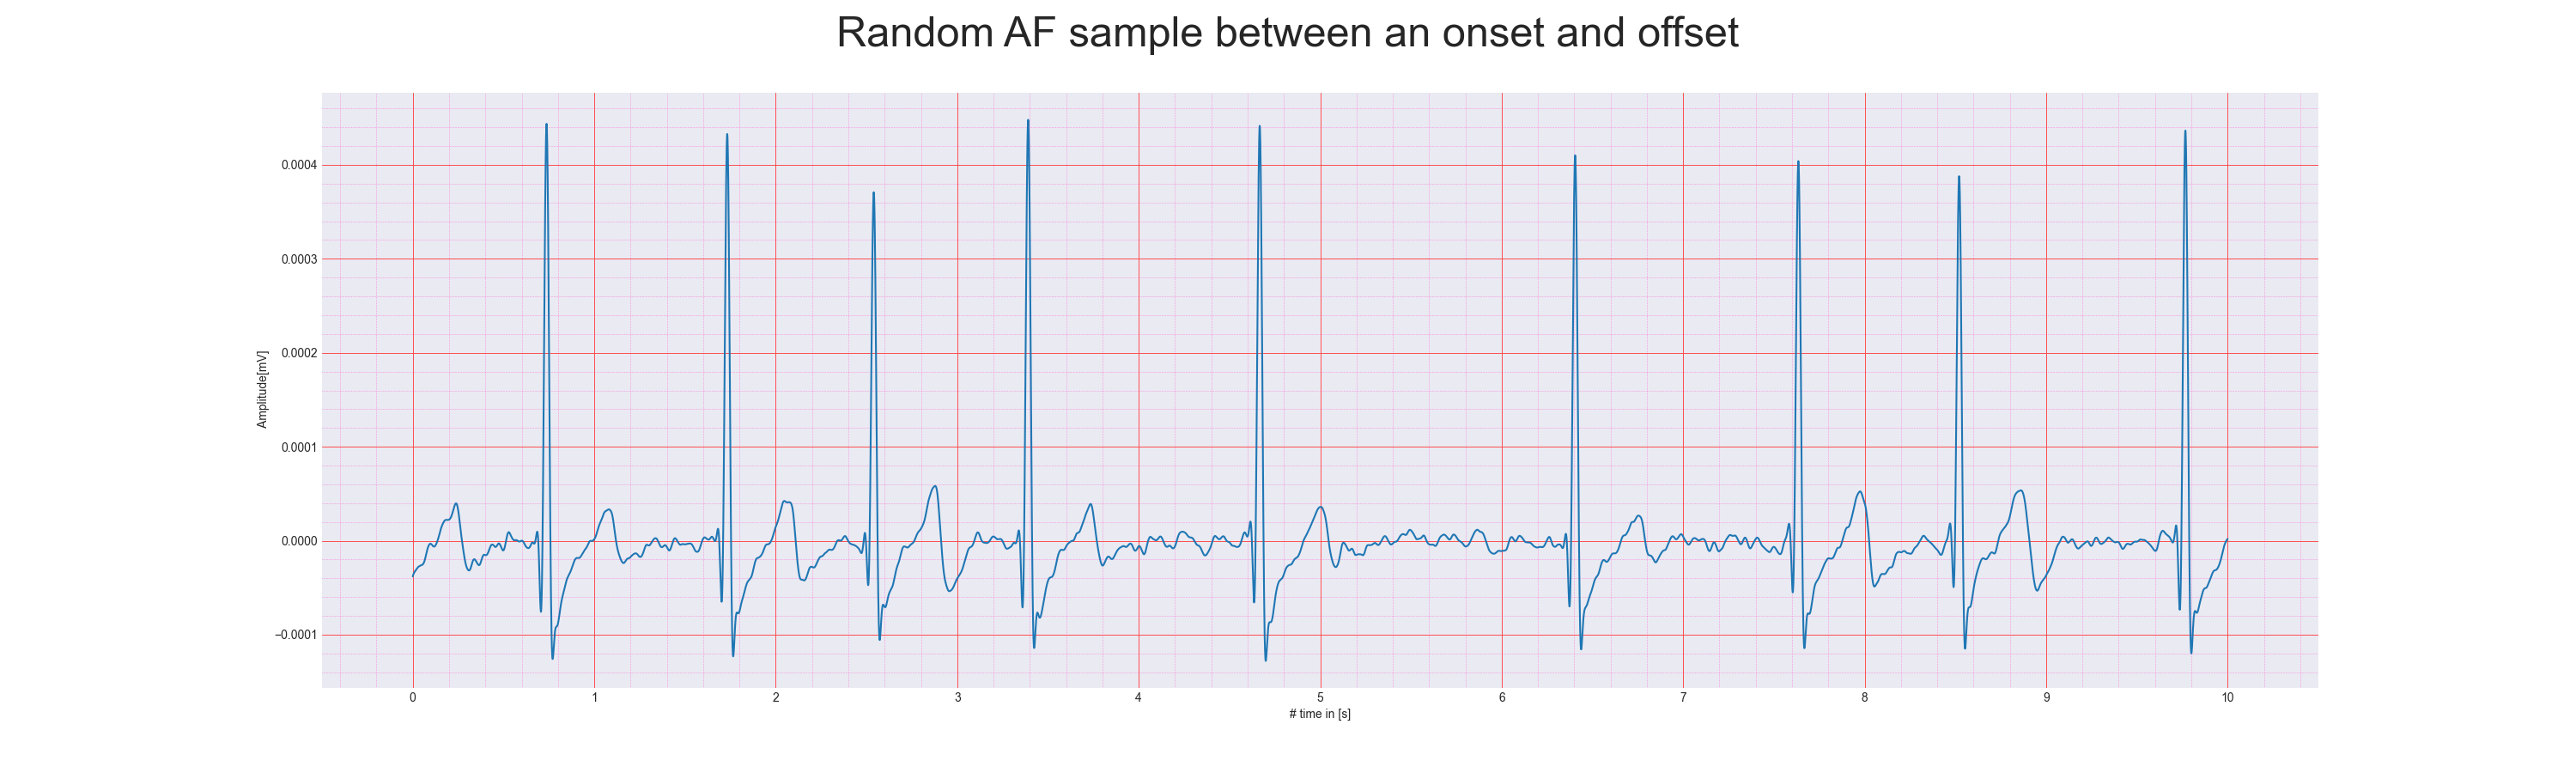 Random AF sample between an onset and offset
0.0004
0.0003
0.0002
0.0001
0.0000
−0.0001
Amplitude[mV]
0 1 2 3 4 5 6 7 8 9 10
# time in [s]